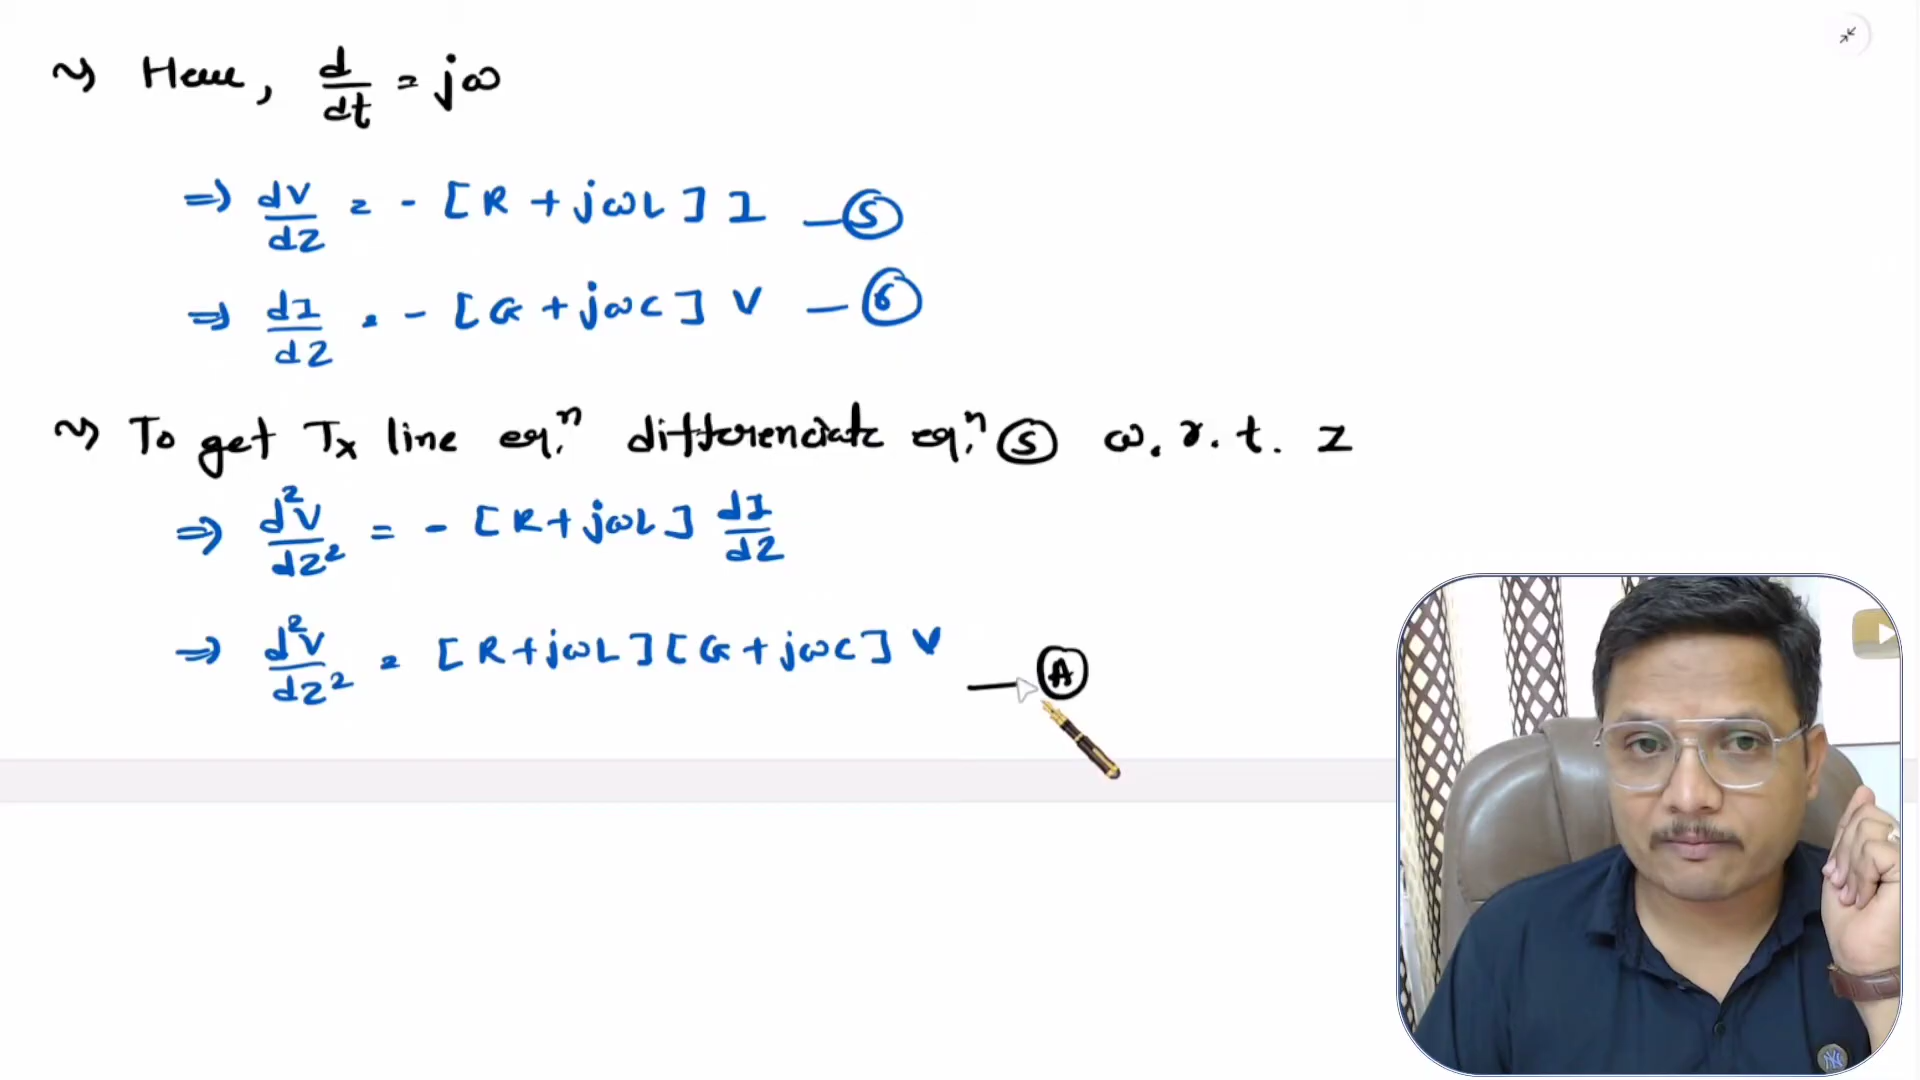 ~> Here, d/dt = jω
=> dV/dz = - [R + jωL] I — ⑤
=> dI/dz = - [G + jωC] V — ⑥
~> To get Tx line eq.ⁿ differenciate eq.ⁿ ⑤ w.r.t. z
=> d²V/dz² = - [R + jωL] dI/dz
=> d²V/dz² = [R + jωL][G + jωC] V — Ⓐ